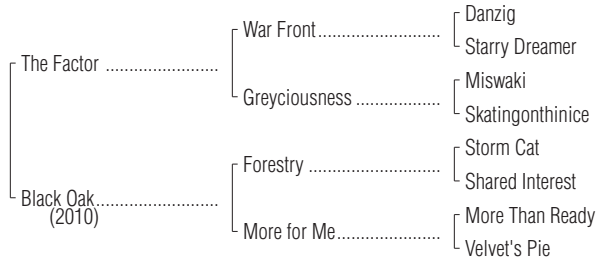 Danzig
War Front..............................
Starry Dreamer
The Factor ............................
Miswaki
Greyciousness .....................
Skatingonthinice
Storm Cat
Forestry .................................
Shared Interest
Black Oak...............................
(2010)
More Than Ready
More for Me..........................
Velvet's Pie